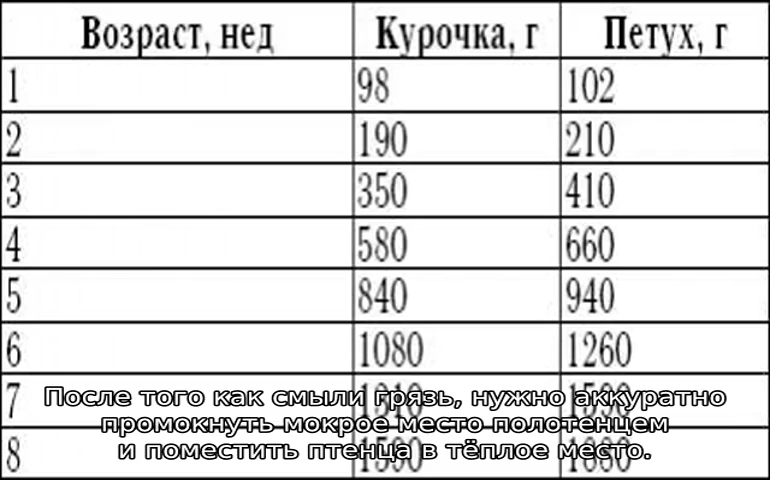 Возраст, нед Курочка, г Петух, г
1 98 102
2 190 210
3 350 410
4 580 660
5 840 940
6 1080 1260
7
После того как смыли грязь, нужно аккуратно
промокнуть мокрое место полотенцем
8
и поместить птенца в тёплое место.